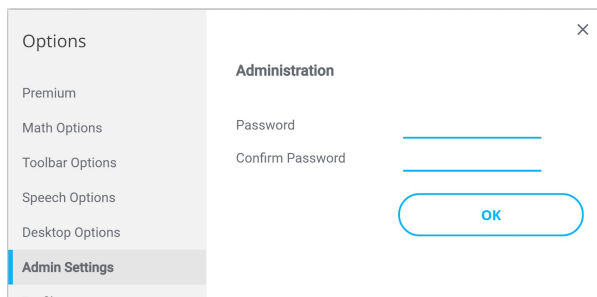 Options
Premium
Math Options
Toolbar Options
Speech Options
Desktop Options
Admin Settings
Administration
Password
Confirm Password
OK